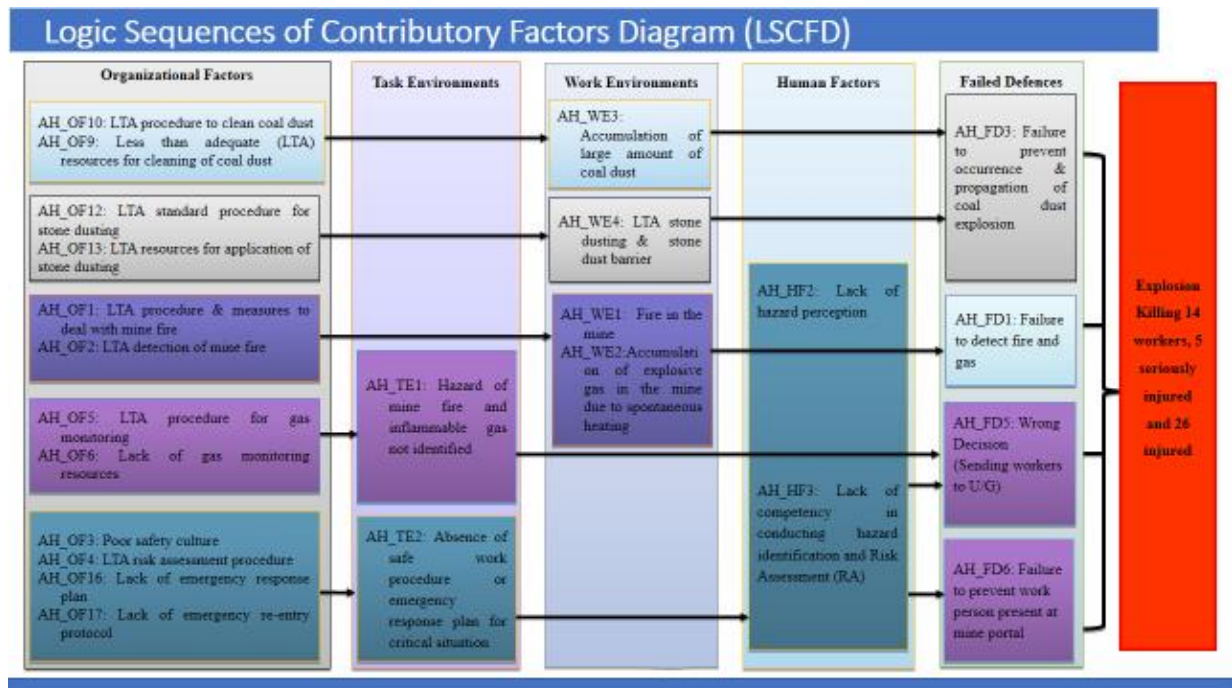 Logic Sequences of Contributory Factors Diagram (LSCFD)
Organizational Factors
AH_OF10: LTA procedure to clean coal dust
AH_OF9: Less than adequate (LTA)
resources for cleaning of coal dust
AH_OF12: LTA standard procedure for
stone dusting
AH_OF13: LTA resources for application of
stone dusting
AH_OF1: LTA procedure & measures to
deal with mine fire
AH_OF2: LTA detection of mine fire
AH_OF5: LTA procedure for gas
monitoring
AH_OF6: Lack of gas monitoring
resources
AH_OF3: Poor safety culture
AH_OF4: LTA risk assessment procedure
AH_OF16: Lack of emergency response
plan
AH_OF17: Lack of emergency re-entry
protocol
Task Environments
AH_TE1: Hazard of
mine fire and
inflammable gas
not identified
AH_TE2: Absence of
safe work
procedure or
emergency
response plan for
critical situation
Work Environments
AH_WE3:
Accumulation of
large amount of
coal dust
AH_WE4: LTA stone
dusting & stone
dust barrier
AH_WE1: Fire in the
mine
AH_WE2:Accumulati
on of explosive
gas in the mine
due to spontaneous
heating
Human Factors
AH_HF2: Lack of
hazard perception
AH_HF3: Lack of
competency in
conducting hazard
identification and Risk
Assessment (RA)
Failed Defences
AH_FD3: Failure
to prevent
occurrence &
propagation of
coal dust
explosion
AH_FD1: Failure
to detect fire and
gas
AH_FD5: Wrong
Decision
(Sending workers
to U/G)
AH_FD6: Failure
to prevent work
person present at
mine portal
Explosion
Killing 14
workers, 5
seriously
injured
and 26
injured